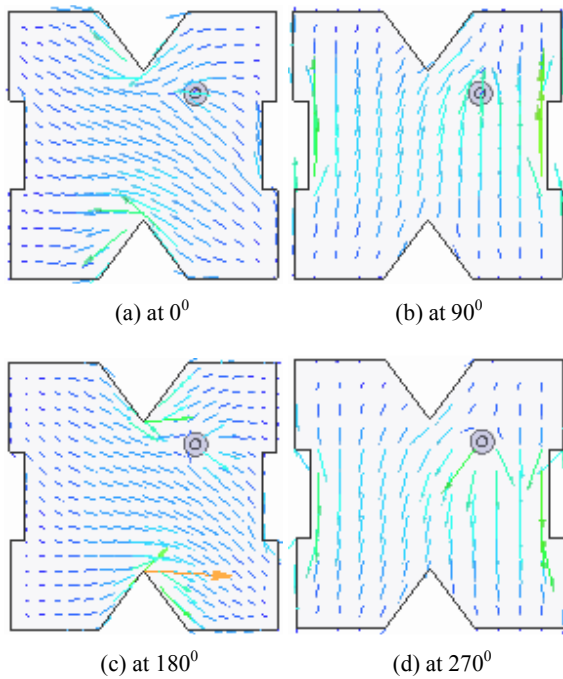 (a) at 0⁰
(b) at 90⁰
(c) at 180⁰
(d) at 270⁰